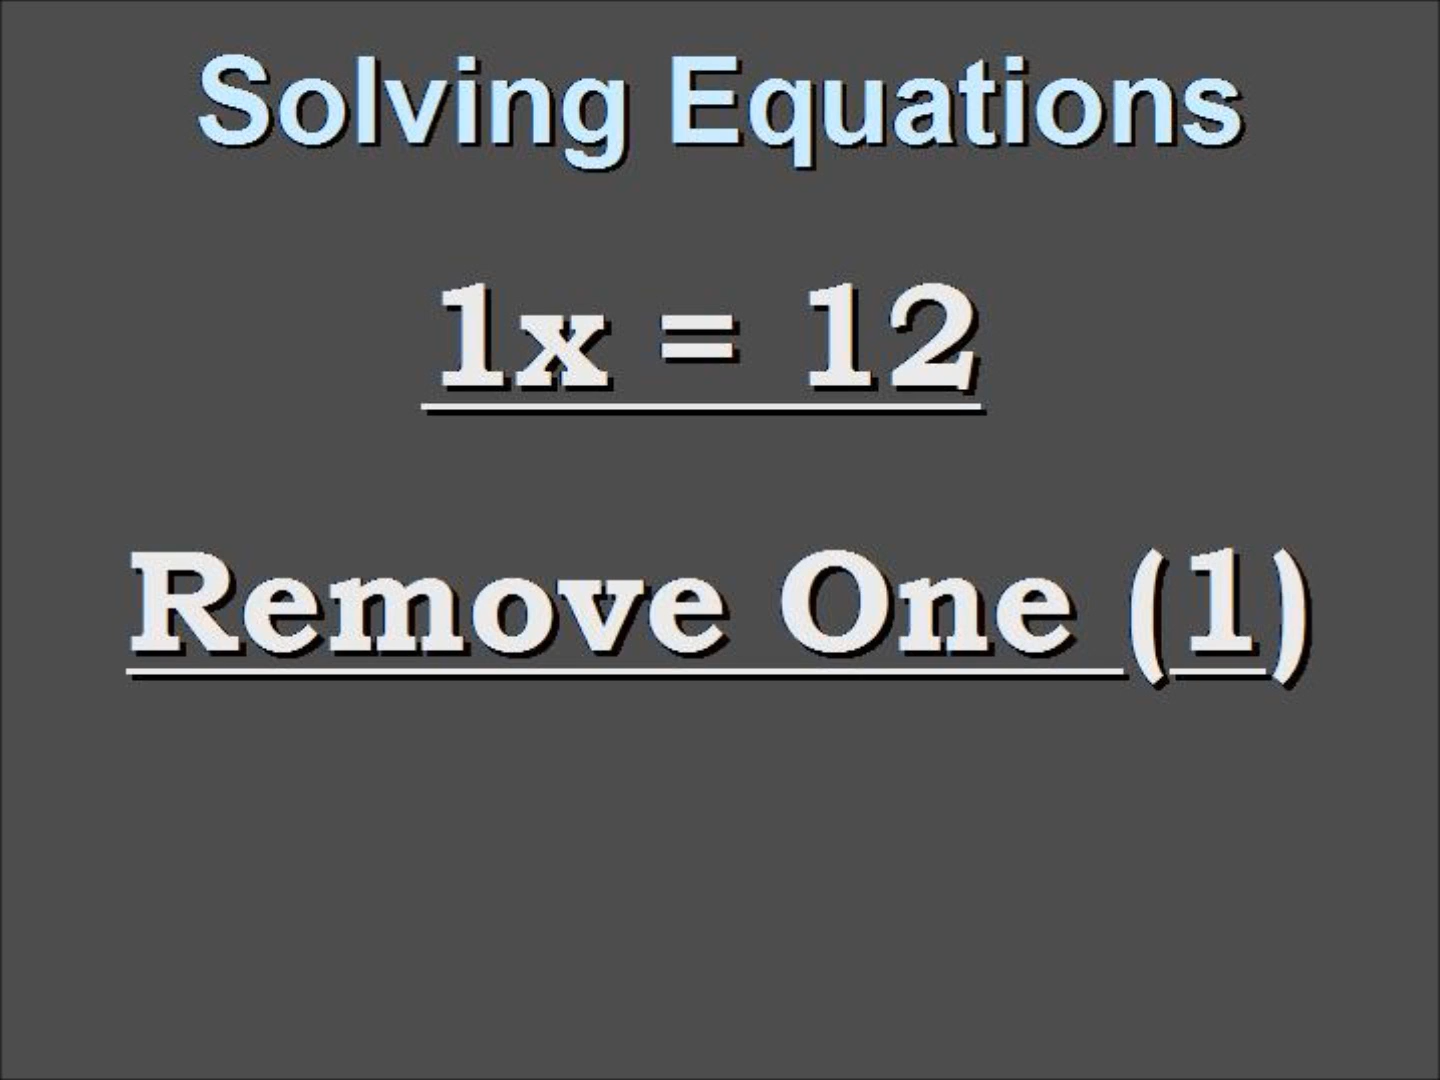 Solving Equations
1x = 12
Remove One (1)